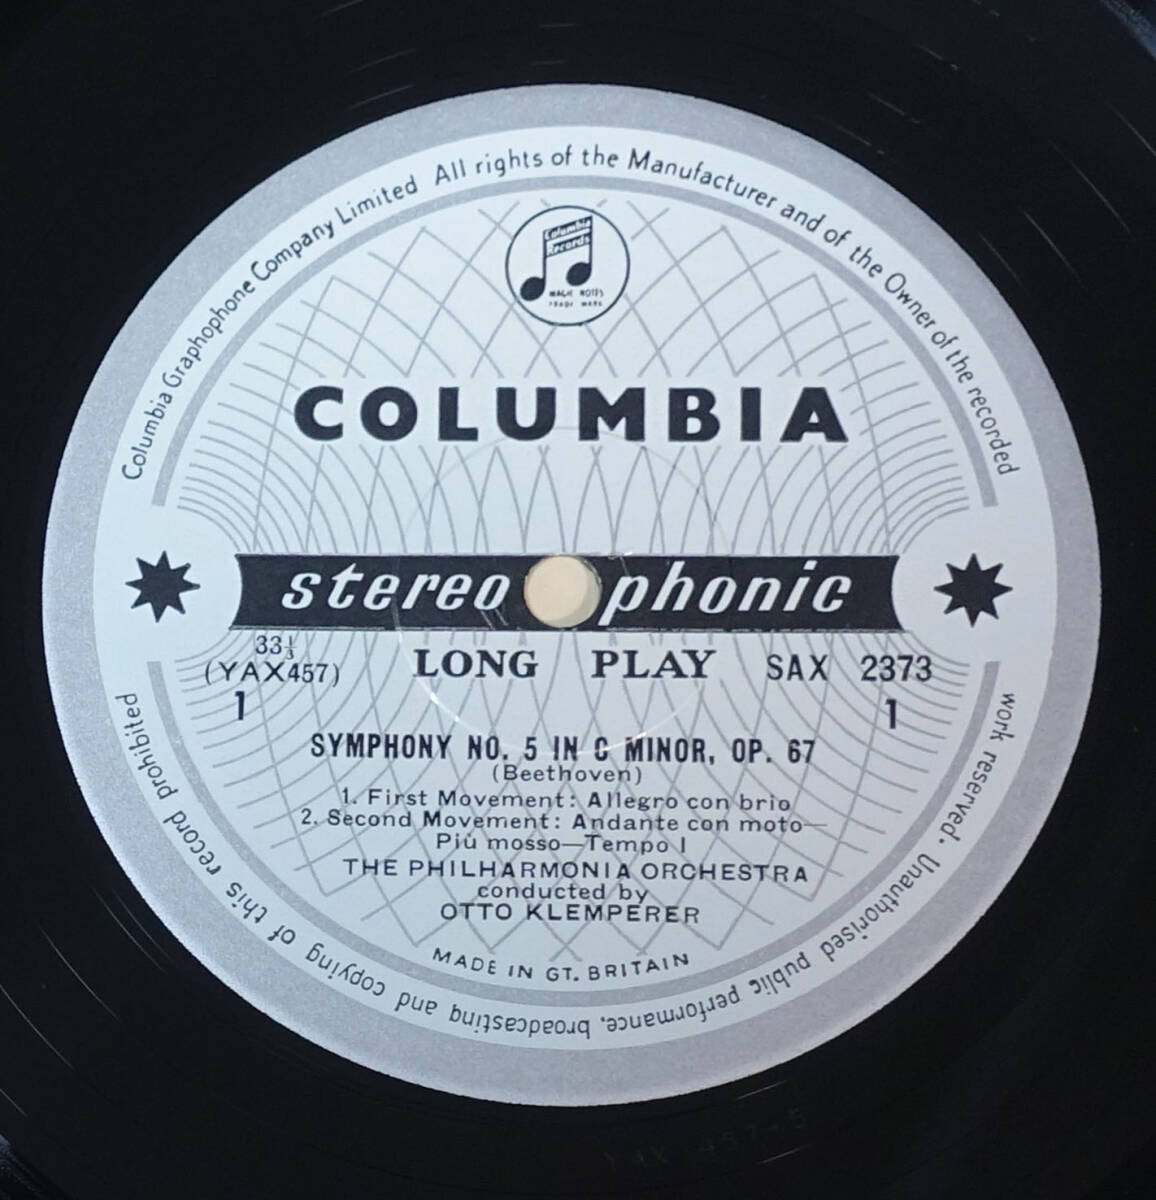 Columbia Graphophone Company Limited All rights of the Manufacturer and of the Owner of the recorded
work reserved. Unauthorised public performance, broadcasting and copying of this record prohibited
Columbia
Records
MAGIC NOTES
TRADE MARK
COLUMBIA
stereo phonic
33⅓
(YAX457)
1
LONG PLAY
SAX 2373
1
SYMPHONY NO. 5 IN C MINOR, OP. 67
(Beethoven)
1. First Movement: Allegro con brio
2. Second Movement: Andante con moto—
Più mosso—Tempo I
THE PHILHARMONIA ORCHESTRA
conducted by
OTTO KLEMPERER
MADE IN GT. BRITAIN
YAX 457-5